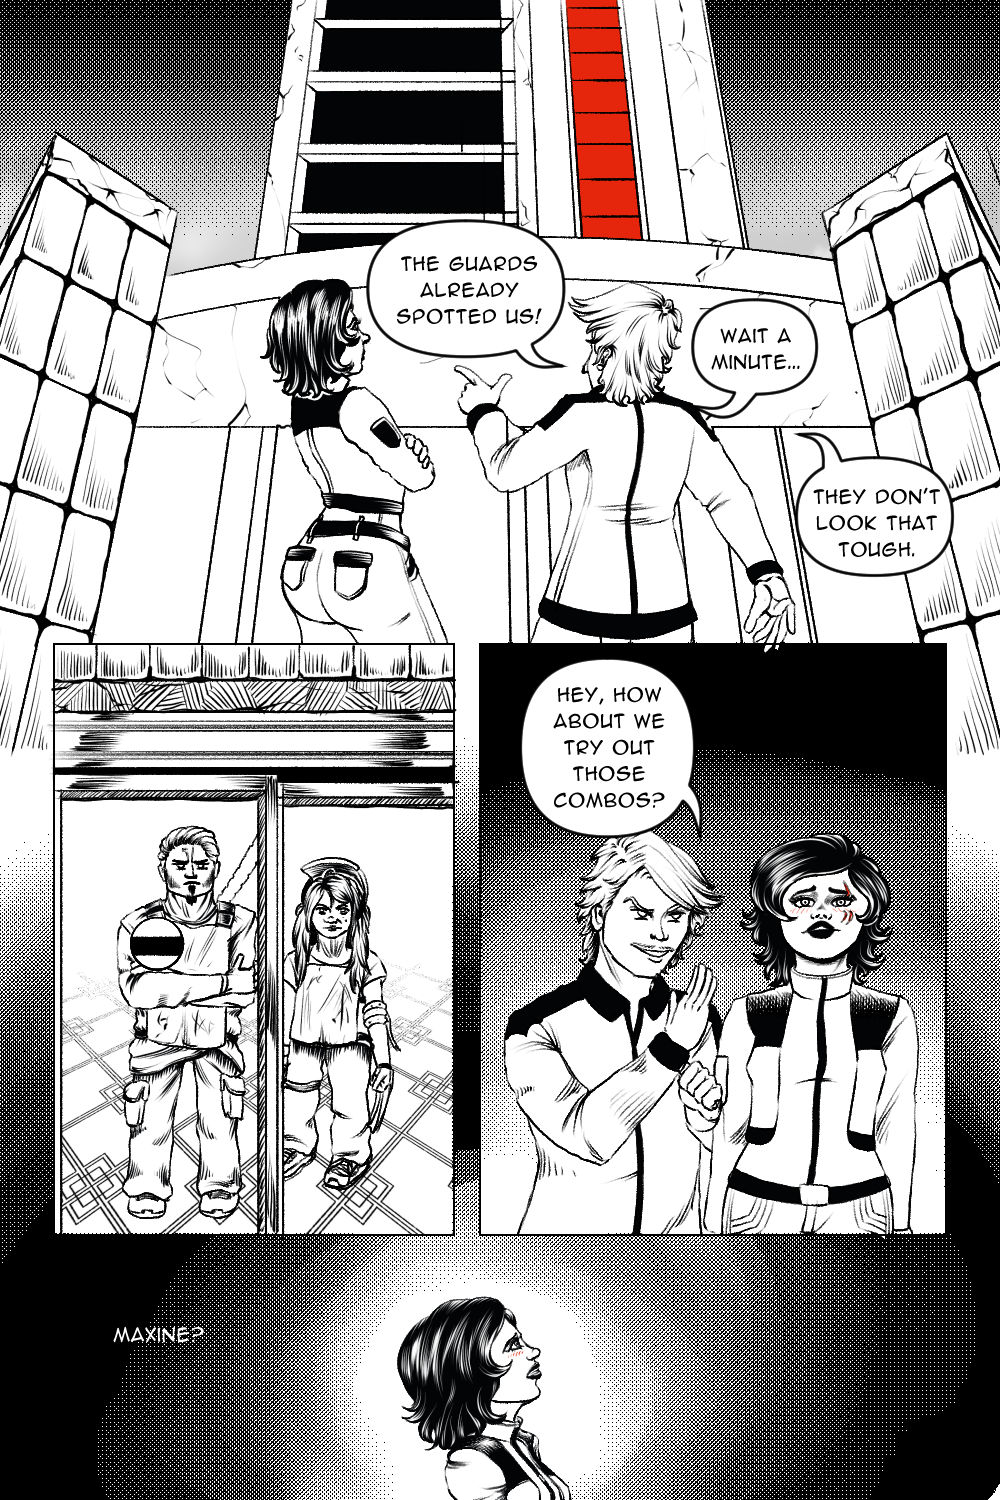 THE GUARDS
ALREADY
SPOTTED US!
WAIT A
MINUTE...
THEY DON'T
LOOK THAT
TOUGH.
HEY, HOW
ABOUT WE
TRY OUT
THOSE
COMBOS?
MAXINE?